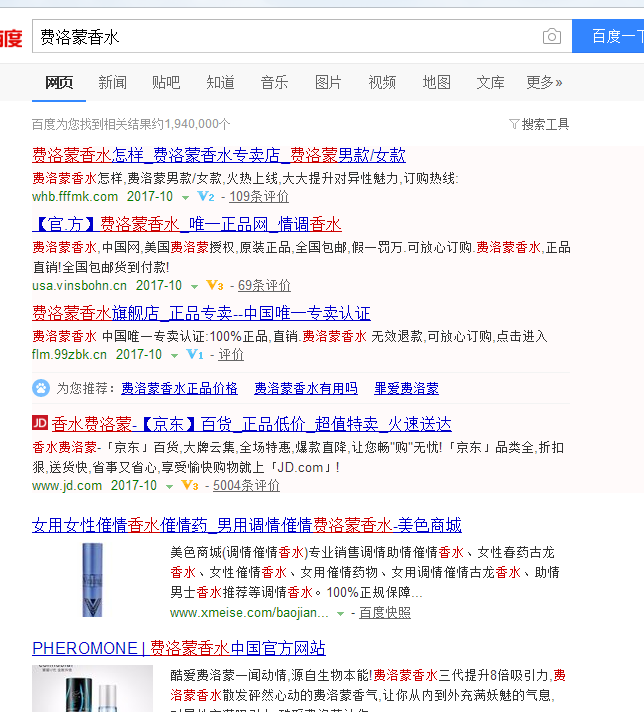 百度
费洛蒙香水
百度一下
网页 新闻 贴吧 知道 音乐 图片 视频 地图 文库 更多»
百度为您找到相关结果约1,940,000个 搜索工具
费洛蒙香水怎样_费洛蒙香水专卖店_费洛蒙男款/女款
费洛蒙香水怎样,费洛蒙男款/女款,火热上线,大大提升对异性魅力,订购热线:
whb.fffmk.com 2017-10 V2 - 109条评价
【官.方】费洛蒙香水_唯一正品网_情调香水
费洛蒙香水,中国网,美国费洛蒙授权,原装正品,全国包邮,假一罚万.可放心订购.费洛蒙香水,正品
直销!全国包邮货到付款!
usa.vinsbohn.cn 2017-10 V3 - 69条评价
费洛蒙香水旗舰店_正品专卖--中国唯一专卖认证
费洛蒙香水 中国唯一专卖认证:100%正品,直销.费洛蒙香水 无效退款,可放心订购,点击进入
flm.99zbk.cn 2017-10 V1 - 评价
为您推荐: 费洛蒙香水正品价格 费洛蒙香水有用吗 罪爱费洛蒙
JD 香水费洛蒙-【京东】百货_正品低价_超值特卖_火速送达
香水费洛蒙-「京东」百货,大牌云集,全场特惠,爆款直降,让您畅"购"无忧!「京东」品类全,折扣
狠,送货快,省事又省心,享受愉快购物就上「JD.com」!
www.jd.com 2017-10 V3 - 5004条评价
女用女性催情香水催情药_男用调情催情费洛蒙香水-美色商城
美色商城(调情催情香水)专业销售调情助情催情香水、女性春药古龙
香水、女性催情香水、女用催情药物、女用调情催情古龙香水、助情
男士香水推荐等调情香水。100%正规保障...
www.xmeise.com/baojian... - 百度快照
PHEROMONE | 费洛蒙香水中国官方网站
酷爱费洛蒙一闻动情,源自生物本能!费洛蒙香水三代提升8倍吸引力,费
洛蒙香水散发砰然心动的费洛蒙香气,让你从内到外充满妖魅的气息,